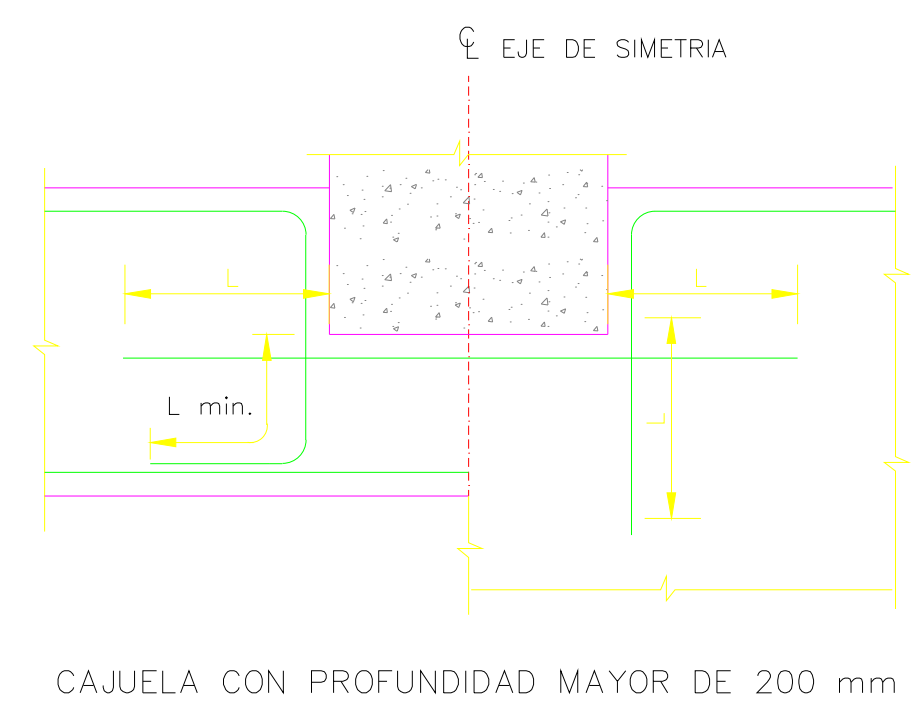 ℄ EJE DE SIMETRIA
L
L
L min.
L
CAJUELA CON PROFUNDIDAD MAYOR DE 200 mm